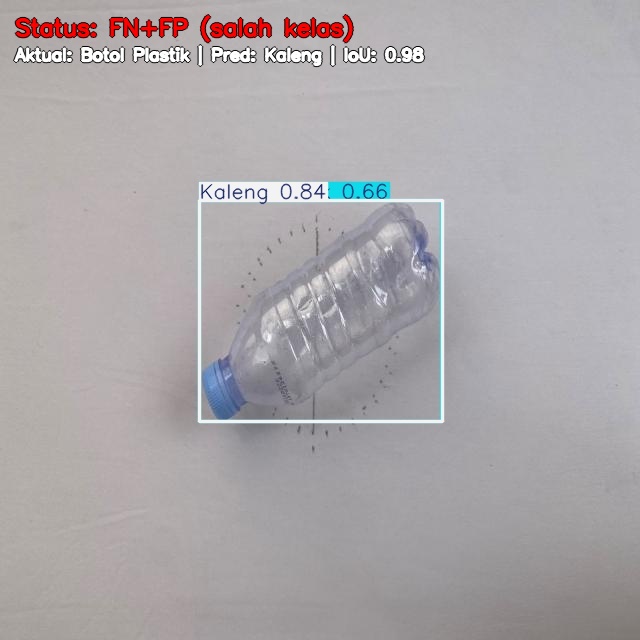 Status: FN+FP (salah kelas)
Aktual: Botol Plastik | Pred: Kaleng | IoU: 0.98
Kaleng 0.84: 0.66